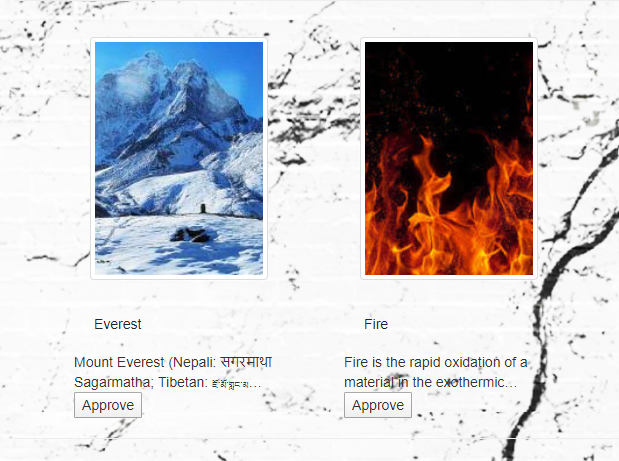 Everest
Mount Everest (Nepali: सगरमाथा
Sagarmatha; Tibetan: ཇོ་མོ་གླང་མ...
Approve
Fire
Fire is the rapid oxidation of a
material in the exothermic...
Approve